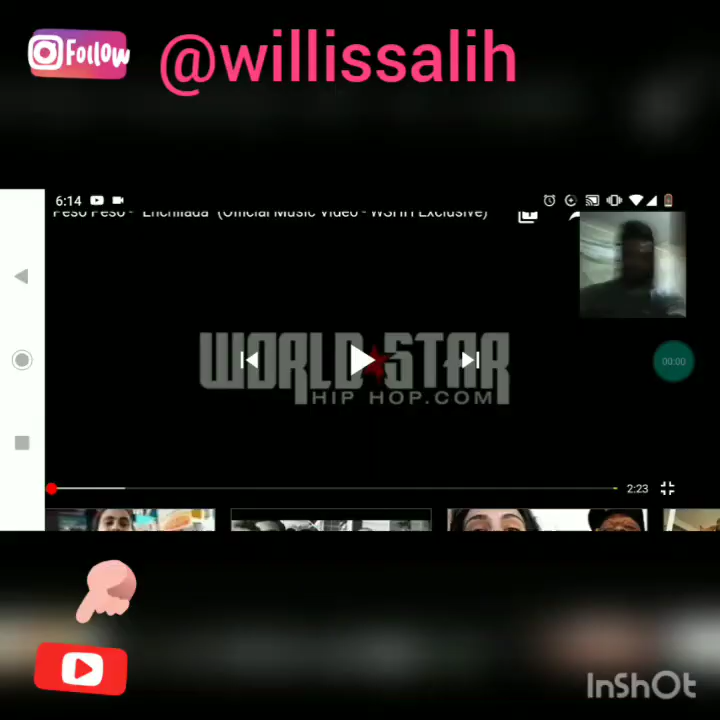 Follow
@willissalih
6:14
Peso Peso - "Enchilada" (Official Music Video - WSHH Exclusive)
WORLD STAR
HIP HOP.COM
00:00
2:23
InShOt